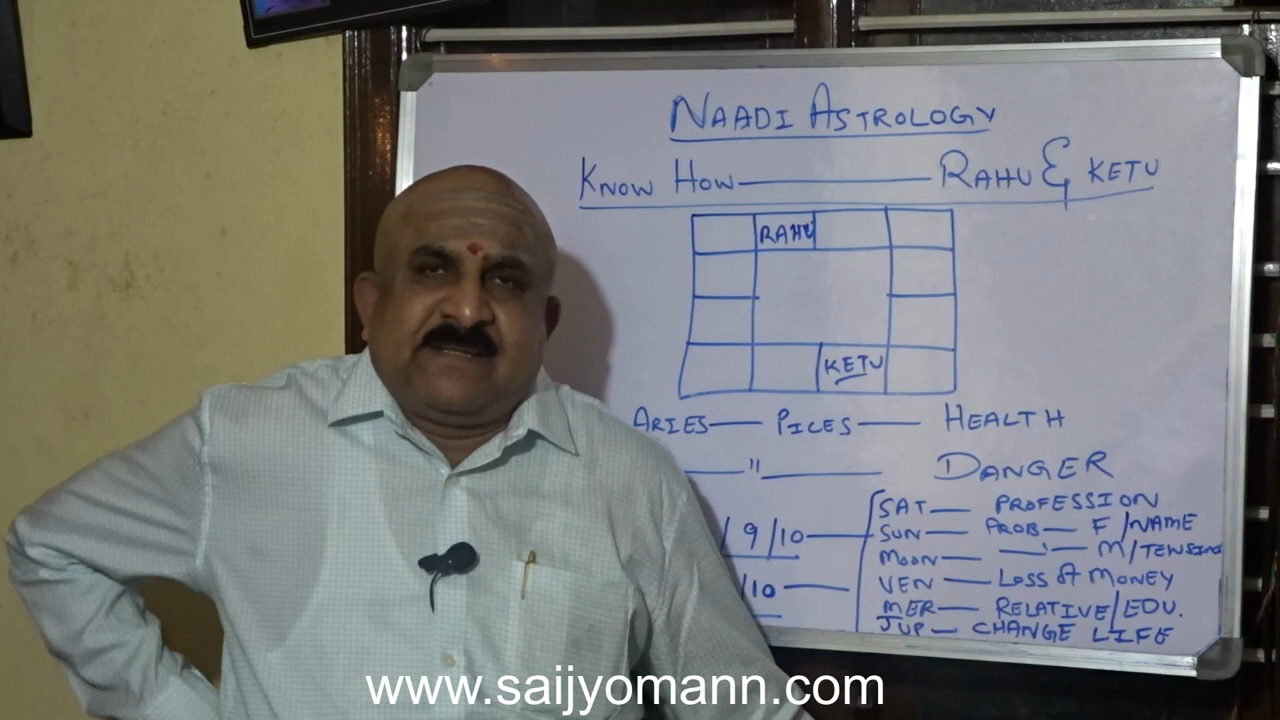 NAADI ASTROLOGY
KNOW HOW——— RAHU & KETU
RAHU
KETU
ARIES — PICES — HEALTH
— " — DANGER
SAT — PROFESSION
/ 9/10 — SUN — PROB — F/NAME
MOON — " — M/TENSING
/10 — VEN — LOSS OF MONEY
MER — RELATIVE/EDU.
JUP — CHANGE LIFE
www.saijyomann.com